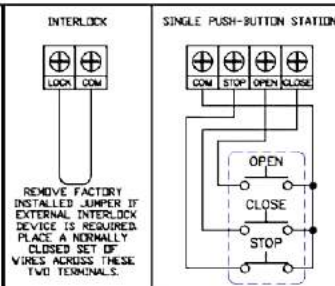 INTERLOCK
LOCK COM
REMOVE FACTORY
INSTALLED JUMPER IF
EXTERNAL INTERLOCK
DEVICE IS REQUIRED.
PLACE A NORMALLY
CLOSED SET OF
WIRES ACROSS THESE
TWO TERMINALS.
SINGLE PUSH-BUTTON STATION
COM STOP OPEN CLOSE
OPEN
CLOSE
STOP